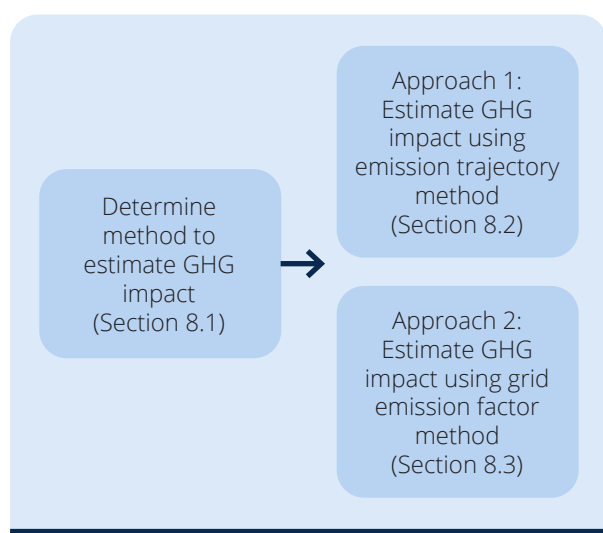 Determine
method to
estimate GHG
impact
(Section 8.1)
Approach 1:
Estimate GHG
impact using
emission trajectory
method
(Section 8.2)
Approach 2:
Estimate GHG
impact using grid
emission factor
method
(Section 8.3)